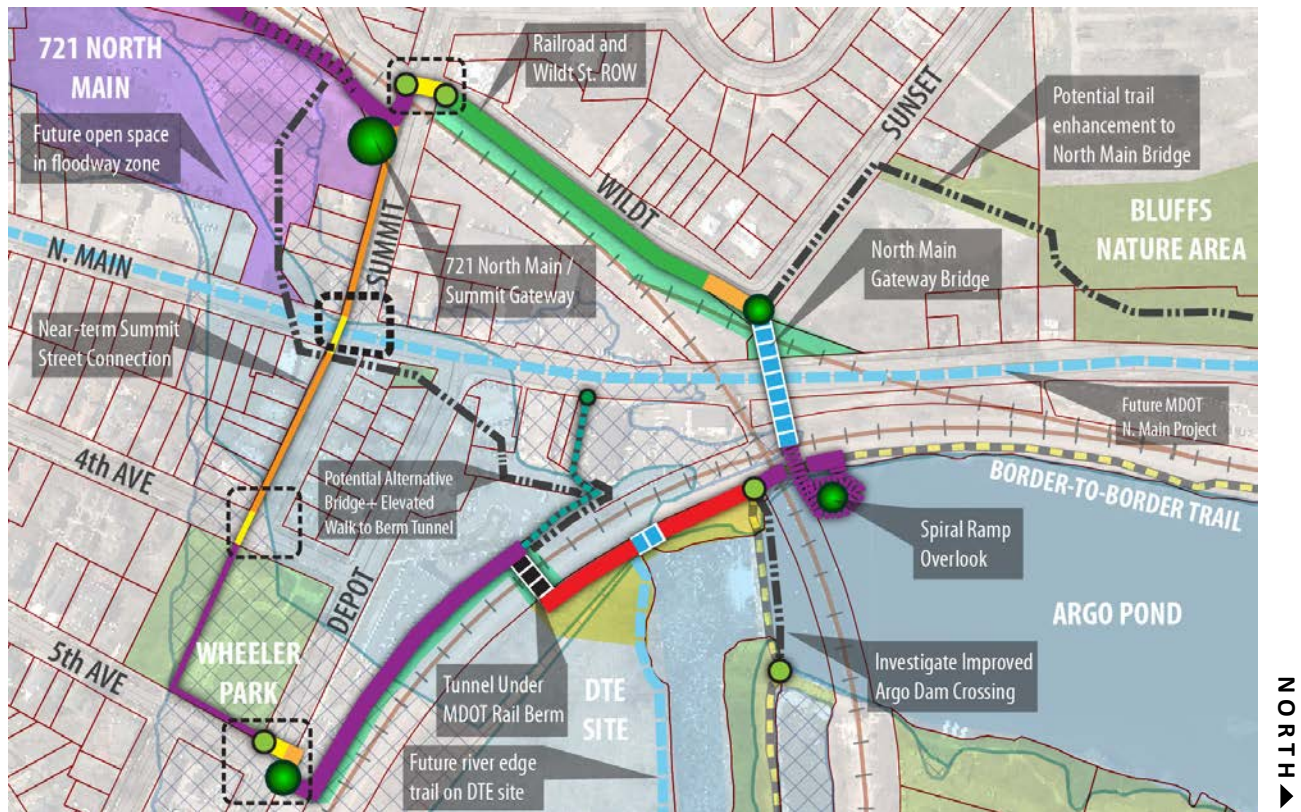 721 NORTH
MAIN
Future open space
in floodway zone
Railroad and
Wildt St. ROW
SUNSET
Potential trail
enhancement to
North Main Bridge
BLUFFS
NATURE AREA
WILDT
SUMMIT
N. MAIN
721 North Main /
Summit Gateway
North Main
Gateway Bridge
Near-term Summit
Street Connection
Future MDOT
N. Main Project
4th AVE
Potential Alternative
Bridge+ Elevated
Walk to Berm Tunnel
BORDER-TO-BORDER TRAIL
Spiral Ramp
Overlook
DEPOT
ARGO POND
5th AVE
WHEELER
PARK
Tunnel Under
MDOT Rail Berm
DTE
SITE
Investigate Improved
Argo Dam Crossing
Future river edge
trail on DTE site
NORTH